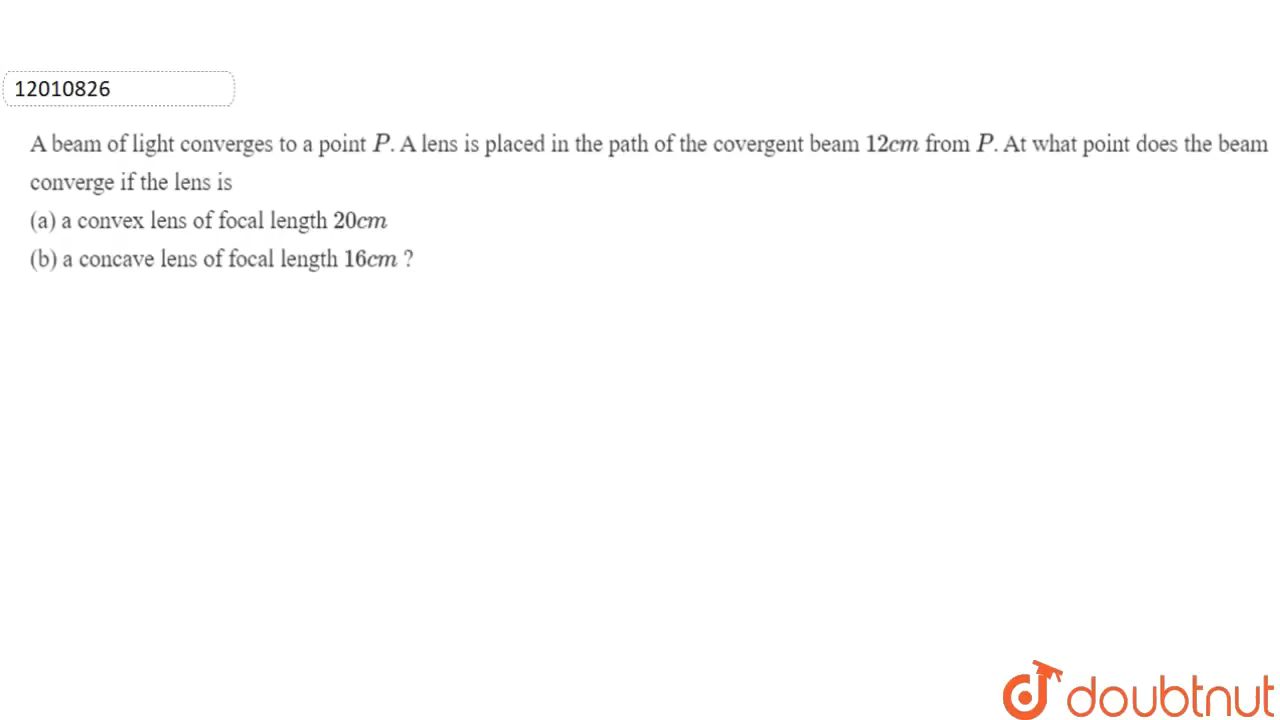 12010826
A beam of light converges to a point P. A lens is placed in the path of the covergent beam 12cm from P. At what point does the beam
converge if the lens is
(a) a convex lens of focal length 20cm
(b) a concave lens of focal length 16cm ?
doubtnut